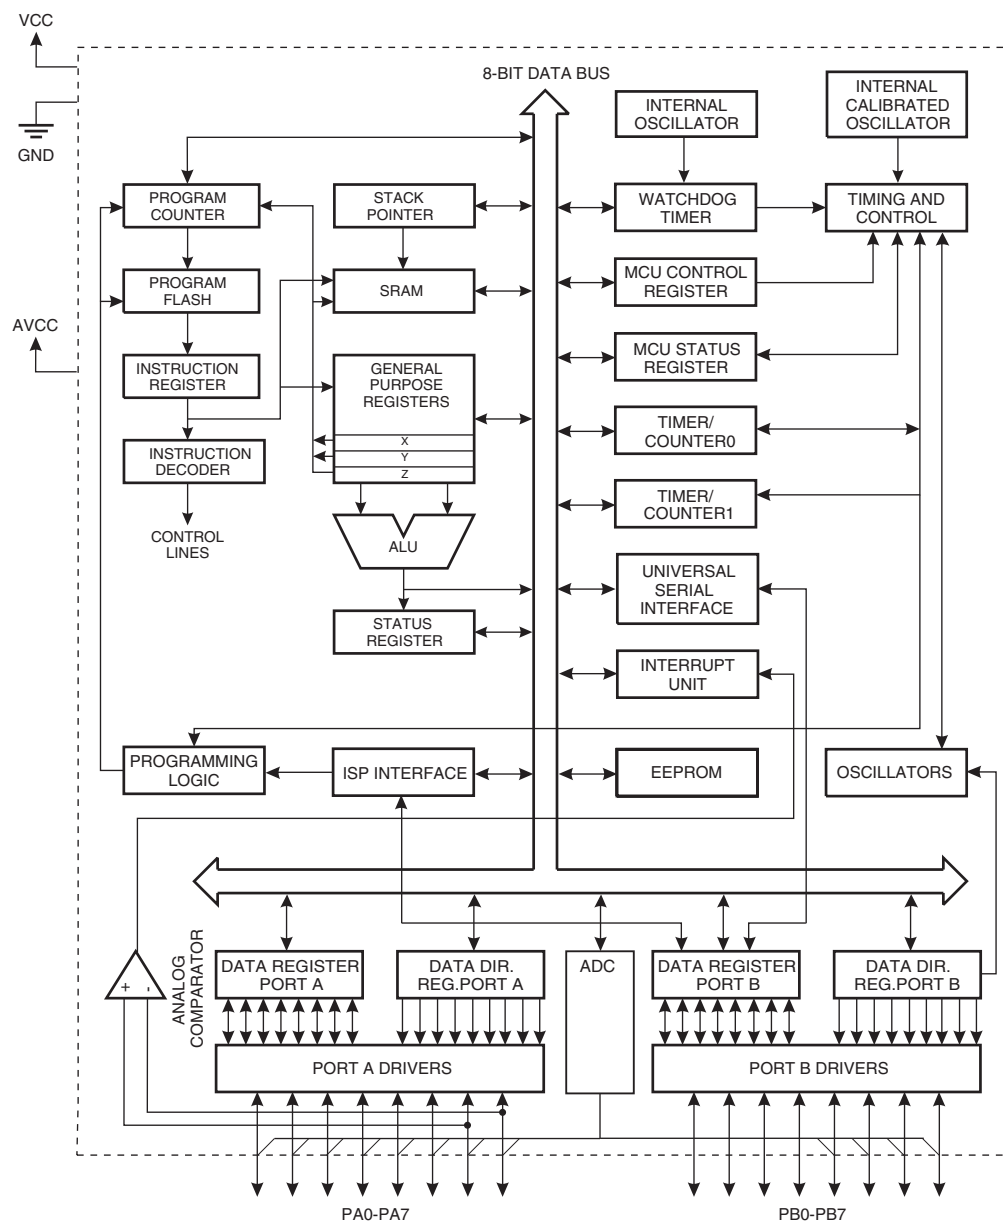 VCC
8-BIT DATA BUS
INTERNAL
OSCILLATOR
INTERNAL
CALIBRATED
OSCILLATOR
GND
PROGRAM
COUNTER
STACK
POINTER
WATCHDOG
TIMER
TIMING AND
CONTROL
PROGRAM
FLASH
SRAM
MCU CONTROL
REGISTER
AVCC
INSTRUCTION
REGISTER
GENERAL
PURPOSE
REGISTERS
X
Y
Z
MCU STATUS
REGISTER
INSTRUCTION
DECODER
TIMER/
COUNTER0
CONTROL
LINES
ALU
TIMER/
COUNTER1
UNIVERSAL
SERIAL
INTERFACE
STATUS
REGISTER
INTERRUPT
UNIT
PROGRAMMING
LOGIC
ISP INTERFACE
EEPROM
OSCILLATORS
ANALOG
COMPARATOR
+
-
DATA REGISTER
PORT A
DATA DIR.
REG.PORT A
ADC
DATA REGISTER
PORT B
DATA DIR.
REG.PORT B
PORT A DRIVERS
PORT B DRIVERS
PA0-PA7
PB0-PB7